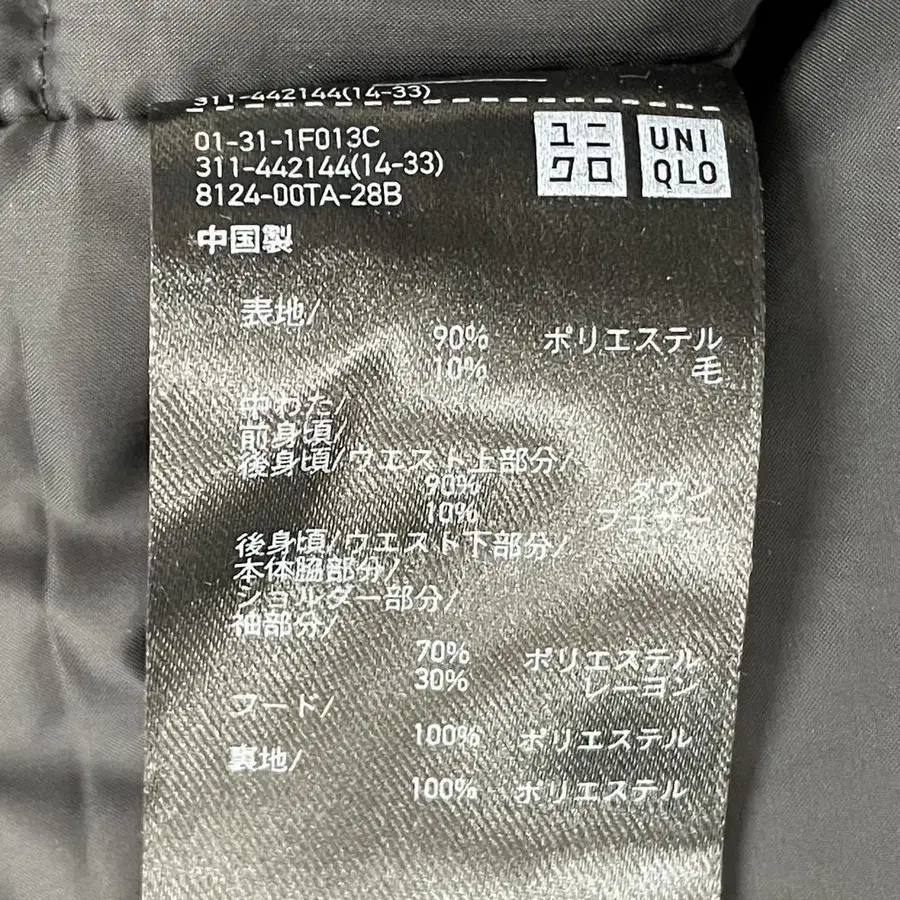 311-442144(14-33)
ユニクロ
UNIQLO
01-31-1F013C
311-442144(14-33)
8124-00TA-28B
中国製
表地/
90% ポリエステル
10% 毛
中わた/
前身頃/
後身頃/ウエスト上部分/
90% ダウン
10% フェザー
後身頃/ウエスト下部分/
本体脇部分/
ショルダー部分/
袖部分/
70% ポリエステル
30% レーヨン
フード/
100% ポリエステル
裏地/
100% ポリエステル